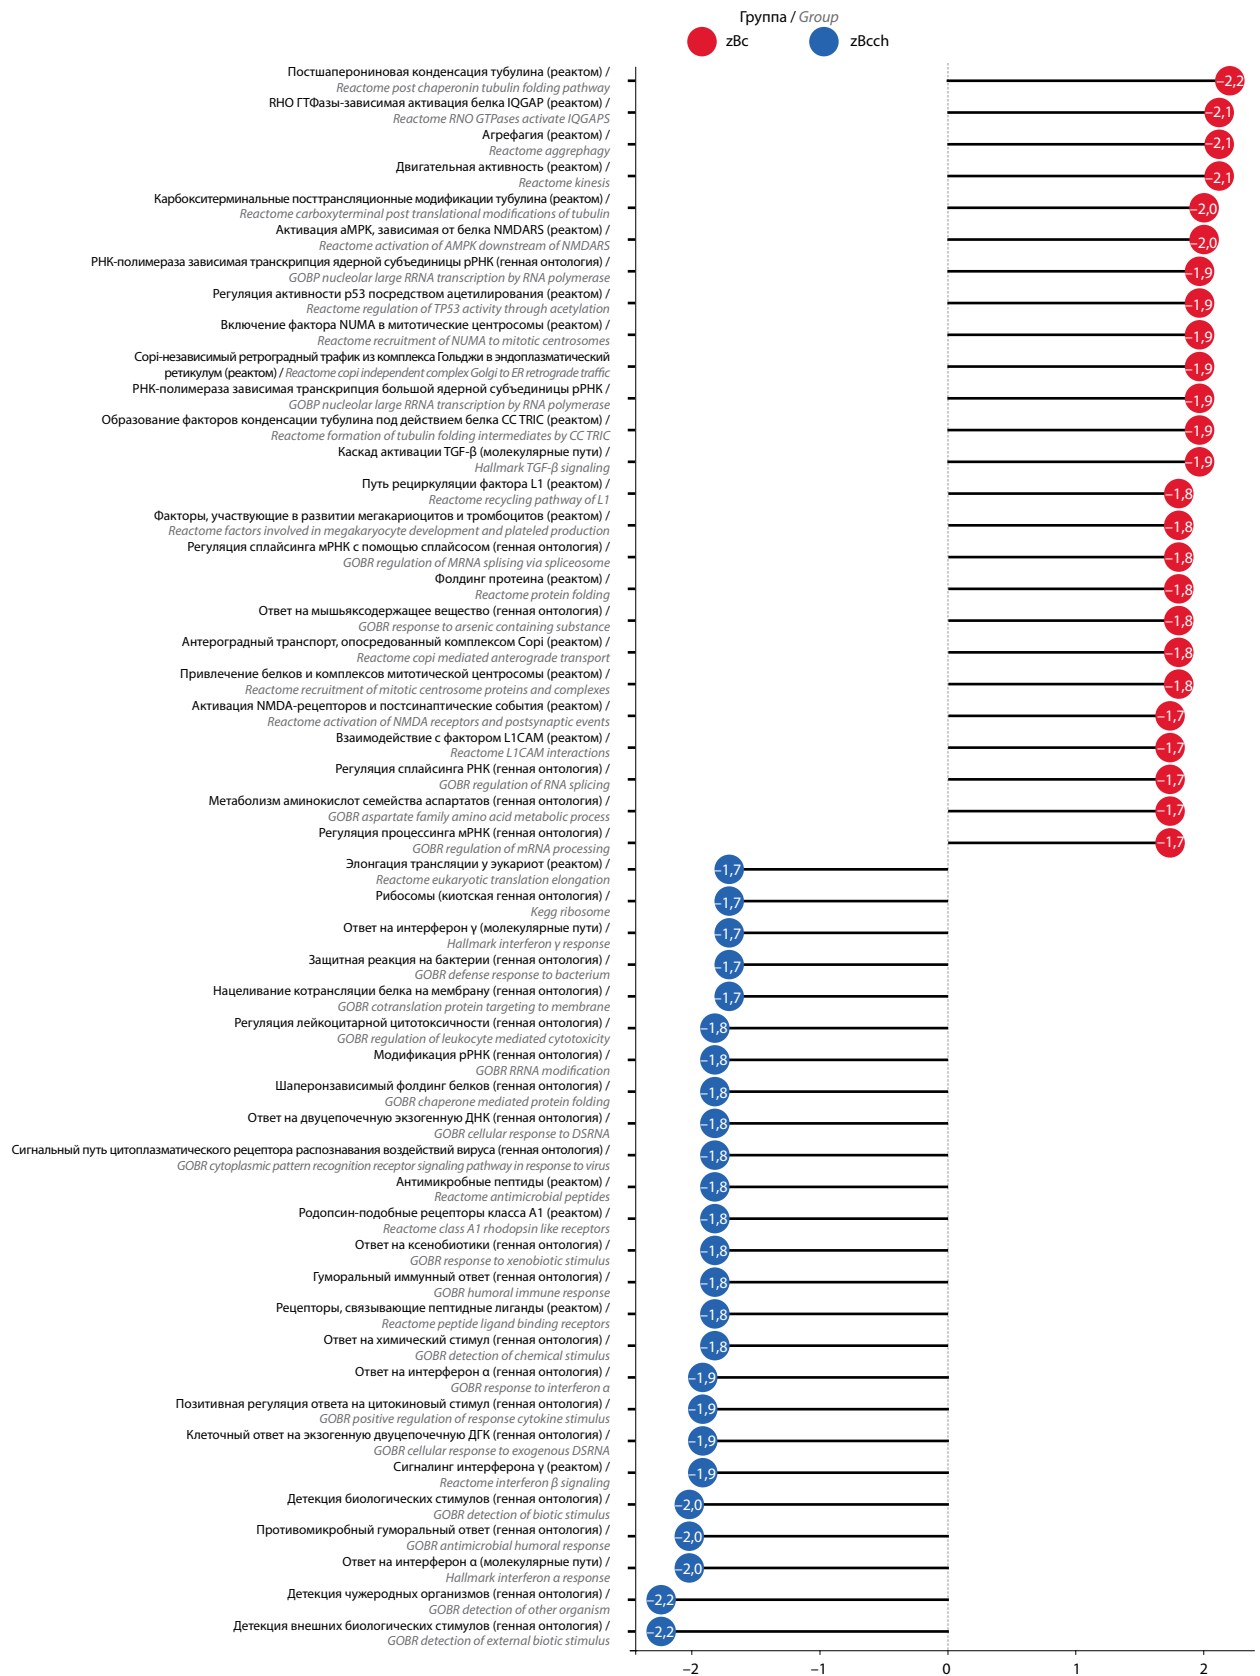 Группа / Group
zBc zBcch
Постшаперониновая конденсация тубулина (реактом) /
Reactome post chaperonin tubulin folding pathway
–2,2
RHO ГТФазы-зависимая активация белка IQGAP (реактом) /
Reactome RNO GTPases activate IQGAPS
–2,1
Агрефагия (реактом) /
Reactome aggrephagy
–2,1
Двигательная активность (реактом) /
Reactome kinesis
–2,1
Карбокситерминальные посттрансляционные модификации тубулина (реактом) /
Reactome carboxyterminal post translational modifications of tubulin
–2,0
Активация аМРК, зависимая от белка NMDARS (реактом) /
Reactome activation of AMPK downstream of NMDARS
–2,0
РНК-полимераза зависимая транскрипция ядерной субъединицы рРНК (генная онтология) /
GOBP nucleolar large RRNA transcription by RNA polymerase
–1,9
Регуляция активности p53 посредством ацетилирования (реактом) /
Reactome regulation of TP53 activity through acetylation
–1,9
Включение фактора NUMA в митотические центросомы (реактом) /
Reactome recruitment of NUMA to mitotic centrosomes
–1,9
Copi-независимый ретроградный трафик из комплекса Гольджи в эндоплазматический
ретикулум (реактом) / Reactome copi independent complex Golgi to ER retrograde traffic
–1,9
РНК-полимераза зависимая транскрипция большой ядерной субъединицы рРНК /
GOBP nucleolar large RRNA transcription by RNA polymerase
–1,9
Образование факторов конденсации тубулина под действием белка CC TRIC (реактом) /
Reactome formation of tubulin folding intermediates by CC TRIC
–1,9
Каскад активации TGF-β (молекулярные пути) /
Hallmark TGF-β signaling
–1,9
Путь рециркуляции фактора L1 (реактом) /
Reactome recycling pathway of L1
–1,8
Факторы, участвующие в развитии мегакариоцитов и тромбоцитов (реактом) /
Reactome factors involved in megakaryocyte development and plateled production
–1,8
Регуляция сплайсинга мРНК с помощью сплайсосом (генная онтология) /
GOBR regulation of MRNA splising via spliceosome
–1,8
Фолдинг протеина (реактом) /
Reactome protein folding
–1,8
Ответ на мышьяксодержащее вещество (генная онтология) /
GOBR response to arsenic containing substance
–1,8
Антероградный транспорт, опосредованный комплексом Copi (реактом) /
Reactome copi mediated anterograde transport
–1,8
Привлечение белков и комплексов митотической центросомы (реактом) /
Reactome recruitment of mitotic centrosome proteins and complexes
–1,8
Активация NMDA-рецепторов и постсинаптические события (реактом) /
Reactome activation of NMDA receptors and postsynaptic events
–1,7
Взаимодействие с фактором L1CAM (реактом) /
Reactome L1CAM interactions
–1,7
Регуляция сплайсинга РНК (генная онтология) /
GOBR regulation of RNA splicing
–1,7
Метаболизм аминокислот семейства аспартатов (генная онтология) /
GOBR aspartate family amino acid metabolic process
–1,7
Регуляция процессинга мРНК (генная онтология) /
GOBR regulation of mRNA processing
–1,7
Элонгация трансляции у эукариот (реактом) /
Reactome eukaryotic translation elongation
–1,7
Рибосомы (киотская генная онтология) /
Kegg ribosome
–1,7
Ответ на интерферон γ (молекулярные пути) /
Hallmark interferon γ response
–1,7
Защитная реакция на бактерии (генная онтология) /
GOBR defense response to bacterium
–1,7
Нацеливание котрансляции белка на мембрану (генная онтология) /
GOBR cotranslation protein targeting to membrane
–1,7
Регуляция лейкоцитарной цитотоксичности (генная онтология) /
GOBR regulation of leukocyte mediated cytotoxicity
–1,8
Модификация рРНК (генная онтология) /
GOBR RRNA modification
–1,8
Шаперонзависимый фолдинг белков (генная онтология) /
GOBR chaperone mediated protein folding
–1,8
Ответ на двуцепочечную экзогенную ДНК (генная онтология) /
GOBR cellular response to DSRNA
–1,8
Сигнальный путь цитоплазматического рецептора распознавания воздействий вируса (генная онтология) /
GOBR cytoplasmic pattern recognition receptor signaling pathway in response to virus
–1,8
Антимикробные пептиды (реактом) /
Reactome antimicrobial peptides
–1,8
Родопсин-подобные рецепторы класса А1 (реактом) /
Reactome class A1 rhodopsin like receptors
–1,8
Ответ на ксенобиотики (генная онтология) /
GOBR response to xenobiotic stimulus
–1,8
Гуморальный иммунный ответ (генная онтология) /
GOBR humoral immune response
–1,8
Рецепторы, связывающие пептидные лиганды (реактом) /
Reactome peptide ligand binding receptors
–1,8
Ответ на химический стимул (генная онтология) /
GOBR detection of chemical stimulus
–1,8
Ответ на интерферон α (генная онтология) /
GOBR response to interferon α
–1,9
Позитивная регуляция ответа на цитокиновый стимул (генная онтология) /
GOBR positive regulation of response cytokine stimulus
–1,9
Клеточный ответ на экзогенную двуцепочечную ДГК (генная онтология) /
GOBR cellular response to exogenous DSRNA
–1,9
Сигналинг интерферона γ (реактом) /
Reactome interferon β signaling
–1,9
Детекция биологических стимулов (генная онтология) /
GOBR detection of biotic stimulus
–2,0
Противомикробный гуморальный ответ (генная онтология) /
GOBR antimicrobial humoral response
–2,0
Ответ на интерферон α (молекулярные пути) /
Hallmark interferon α response
–2,0
Детекция чужеродных организмов (генная онтология) /
GOBR detection of other organism
–2,2
Детекция внешних биологических стимулов (генная онтология) /
GOBR detection of external biotic stimulus
–2,2
–2 –1 0 1 2